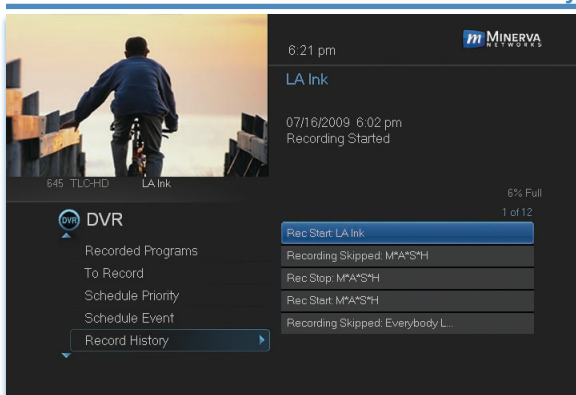 6:21 pm
m MINERVA
NETWORKS
LA Ink
07/16/2009 6:02 pm
Recording Started
645 TLC-HD LA Ink
6% Full
1 of 12
DVR DVR
Recorded Programs
To Record
Schedule Priority
Schedule Event
Record History
Rec Start: LA Ink
Recording Skipped: M*A*S*H
Rec Stop: M*A*S*H
Rec Start: M*A*S*H
Recording Skipped: Everybody L...